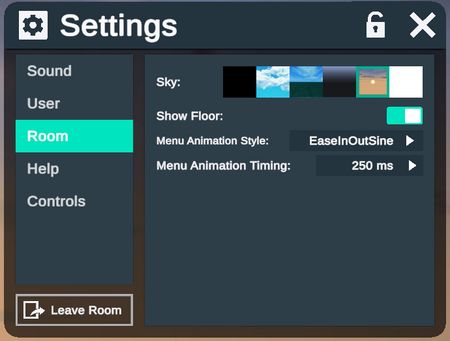 Settings
Sound
User
Room
Help
Controls
Leave Room
Sky:
Show Floor:
Menu Animation Style: EaseInOutSine
Menu Animation Timing: 250 ms